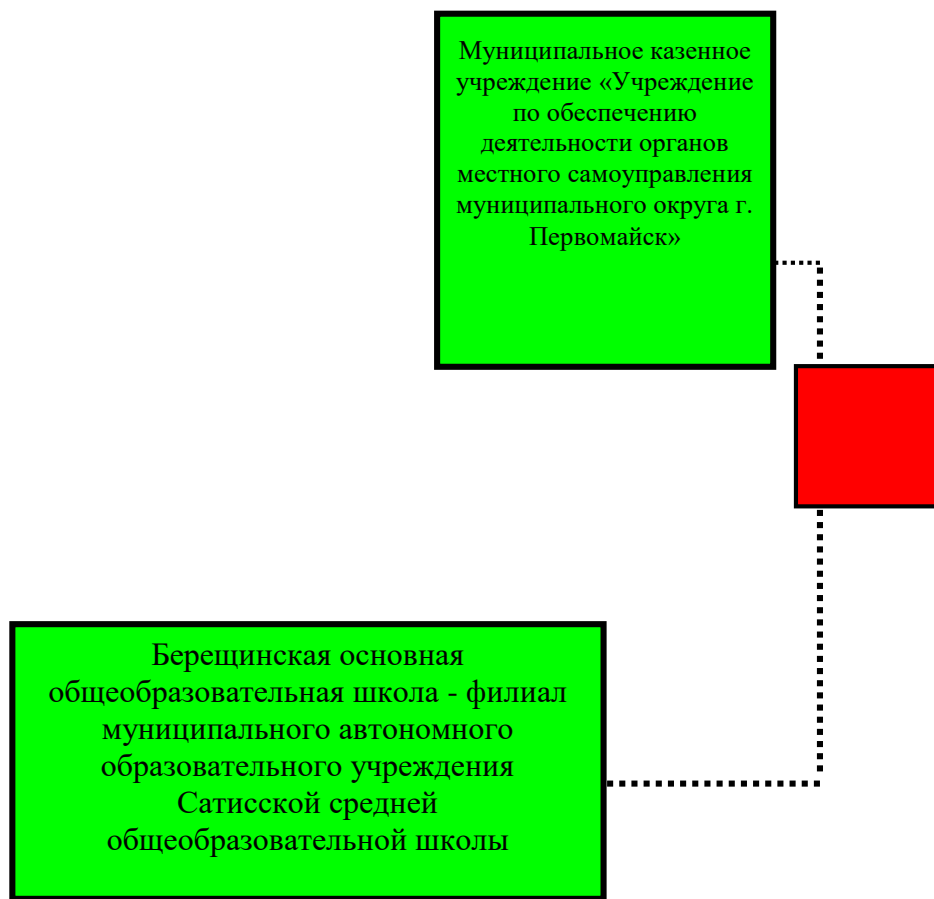 Муниципальное казенное
учреждение «Учреждение
по обеспечению
деятельности органов
местного самоуправления
муниципального округа г.
Первомайск»
Берещинская основная
общеобразовательная школа - филиал
муниципального автономного
образовательного учреждения
Сатисской средней
общеобразовательной школы